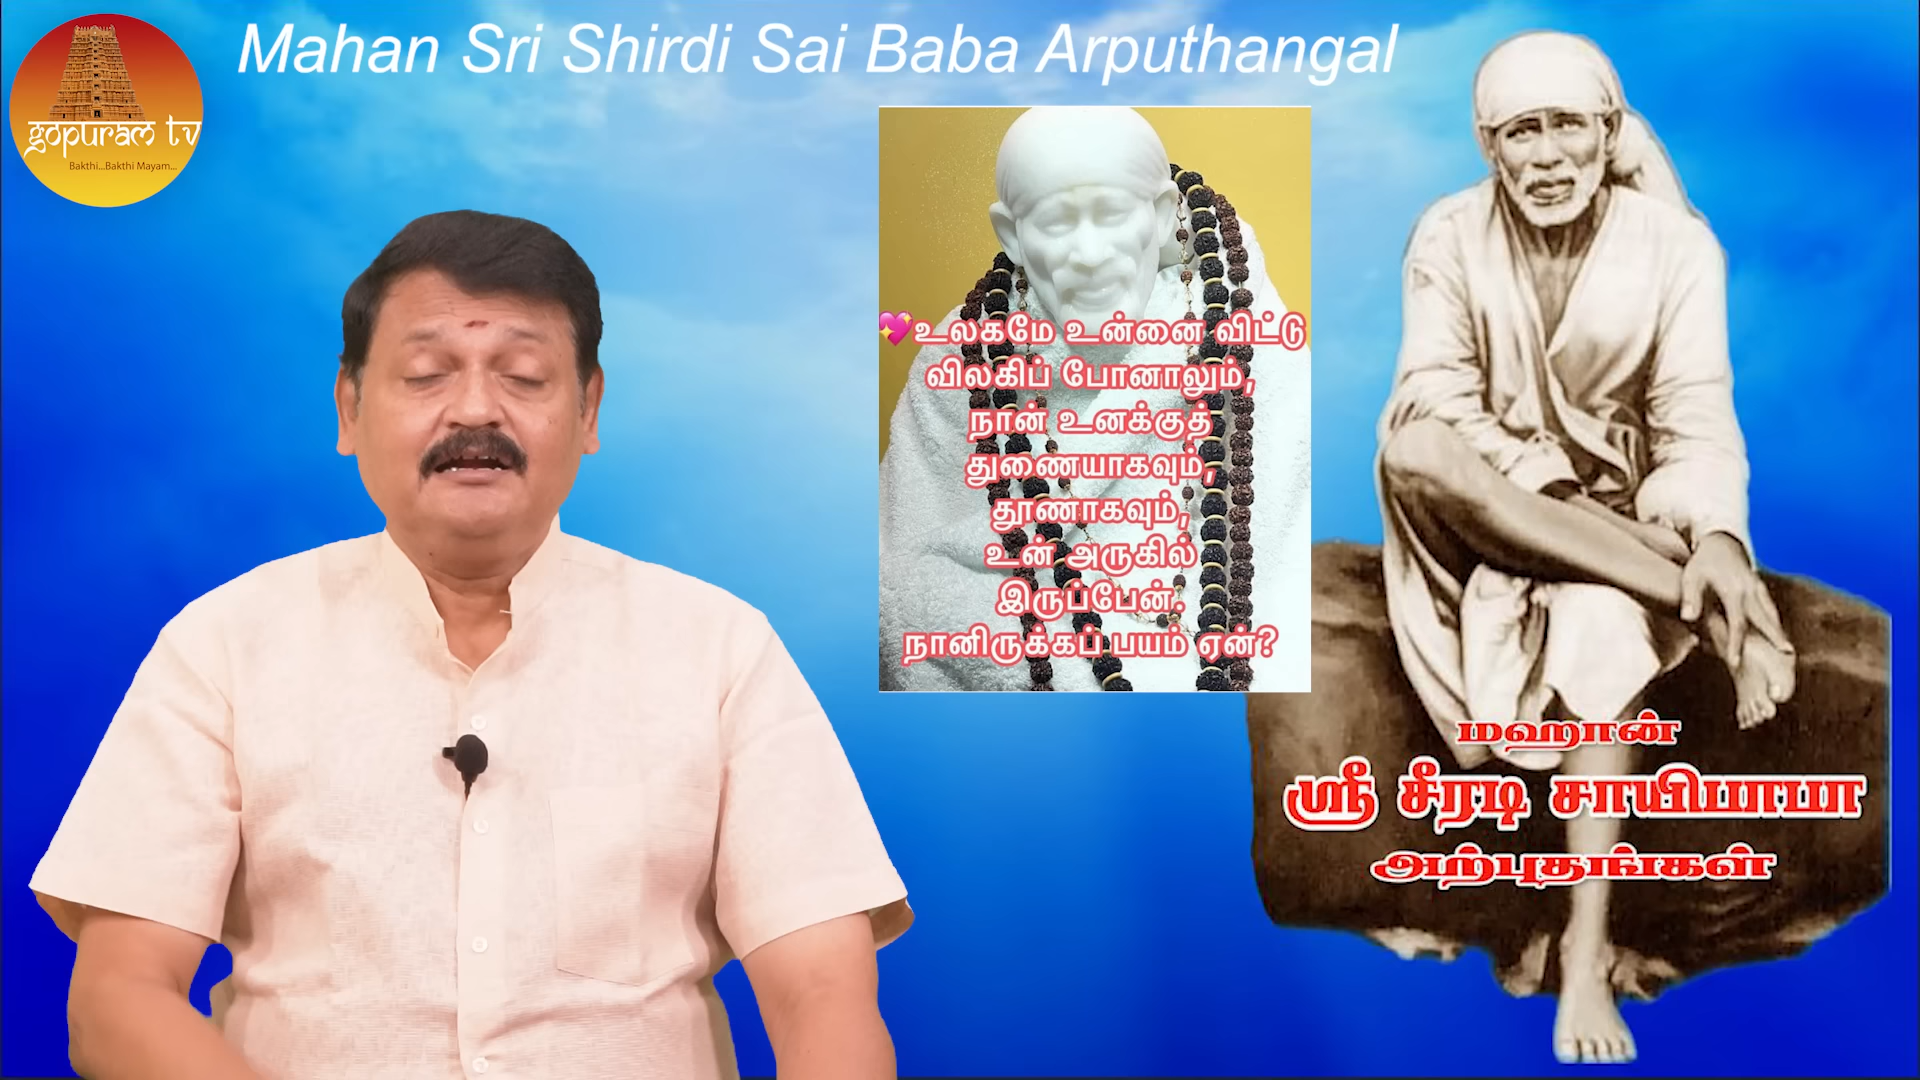 Mahan Sri Shirdi Sai Baba Arputhangal
gopuram tv
Bakthi...Bakthi Mayam...
💖உலகமே உன்னை விட்டு
விலகிப் போனாலும்,
நான் உனக்குத்
துணையாகவும்,
தூணாகவும்,
உன் அருகில்
இருப்பேன்.
நானிருக்கப் பயம் ஏன்?
மஹான்
ஸ்ரீ சீரடி சாயிபாபா
அற்புதங்கள்